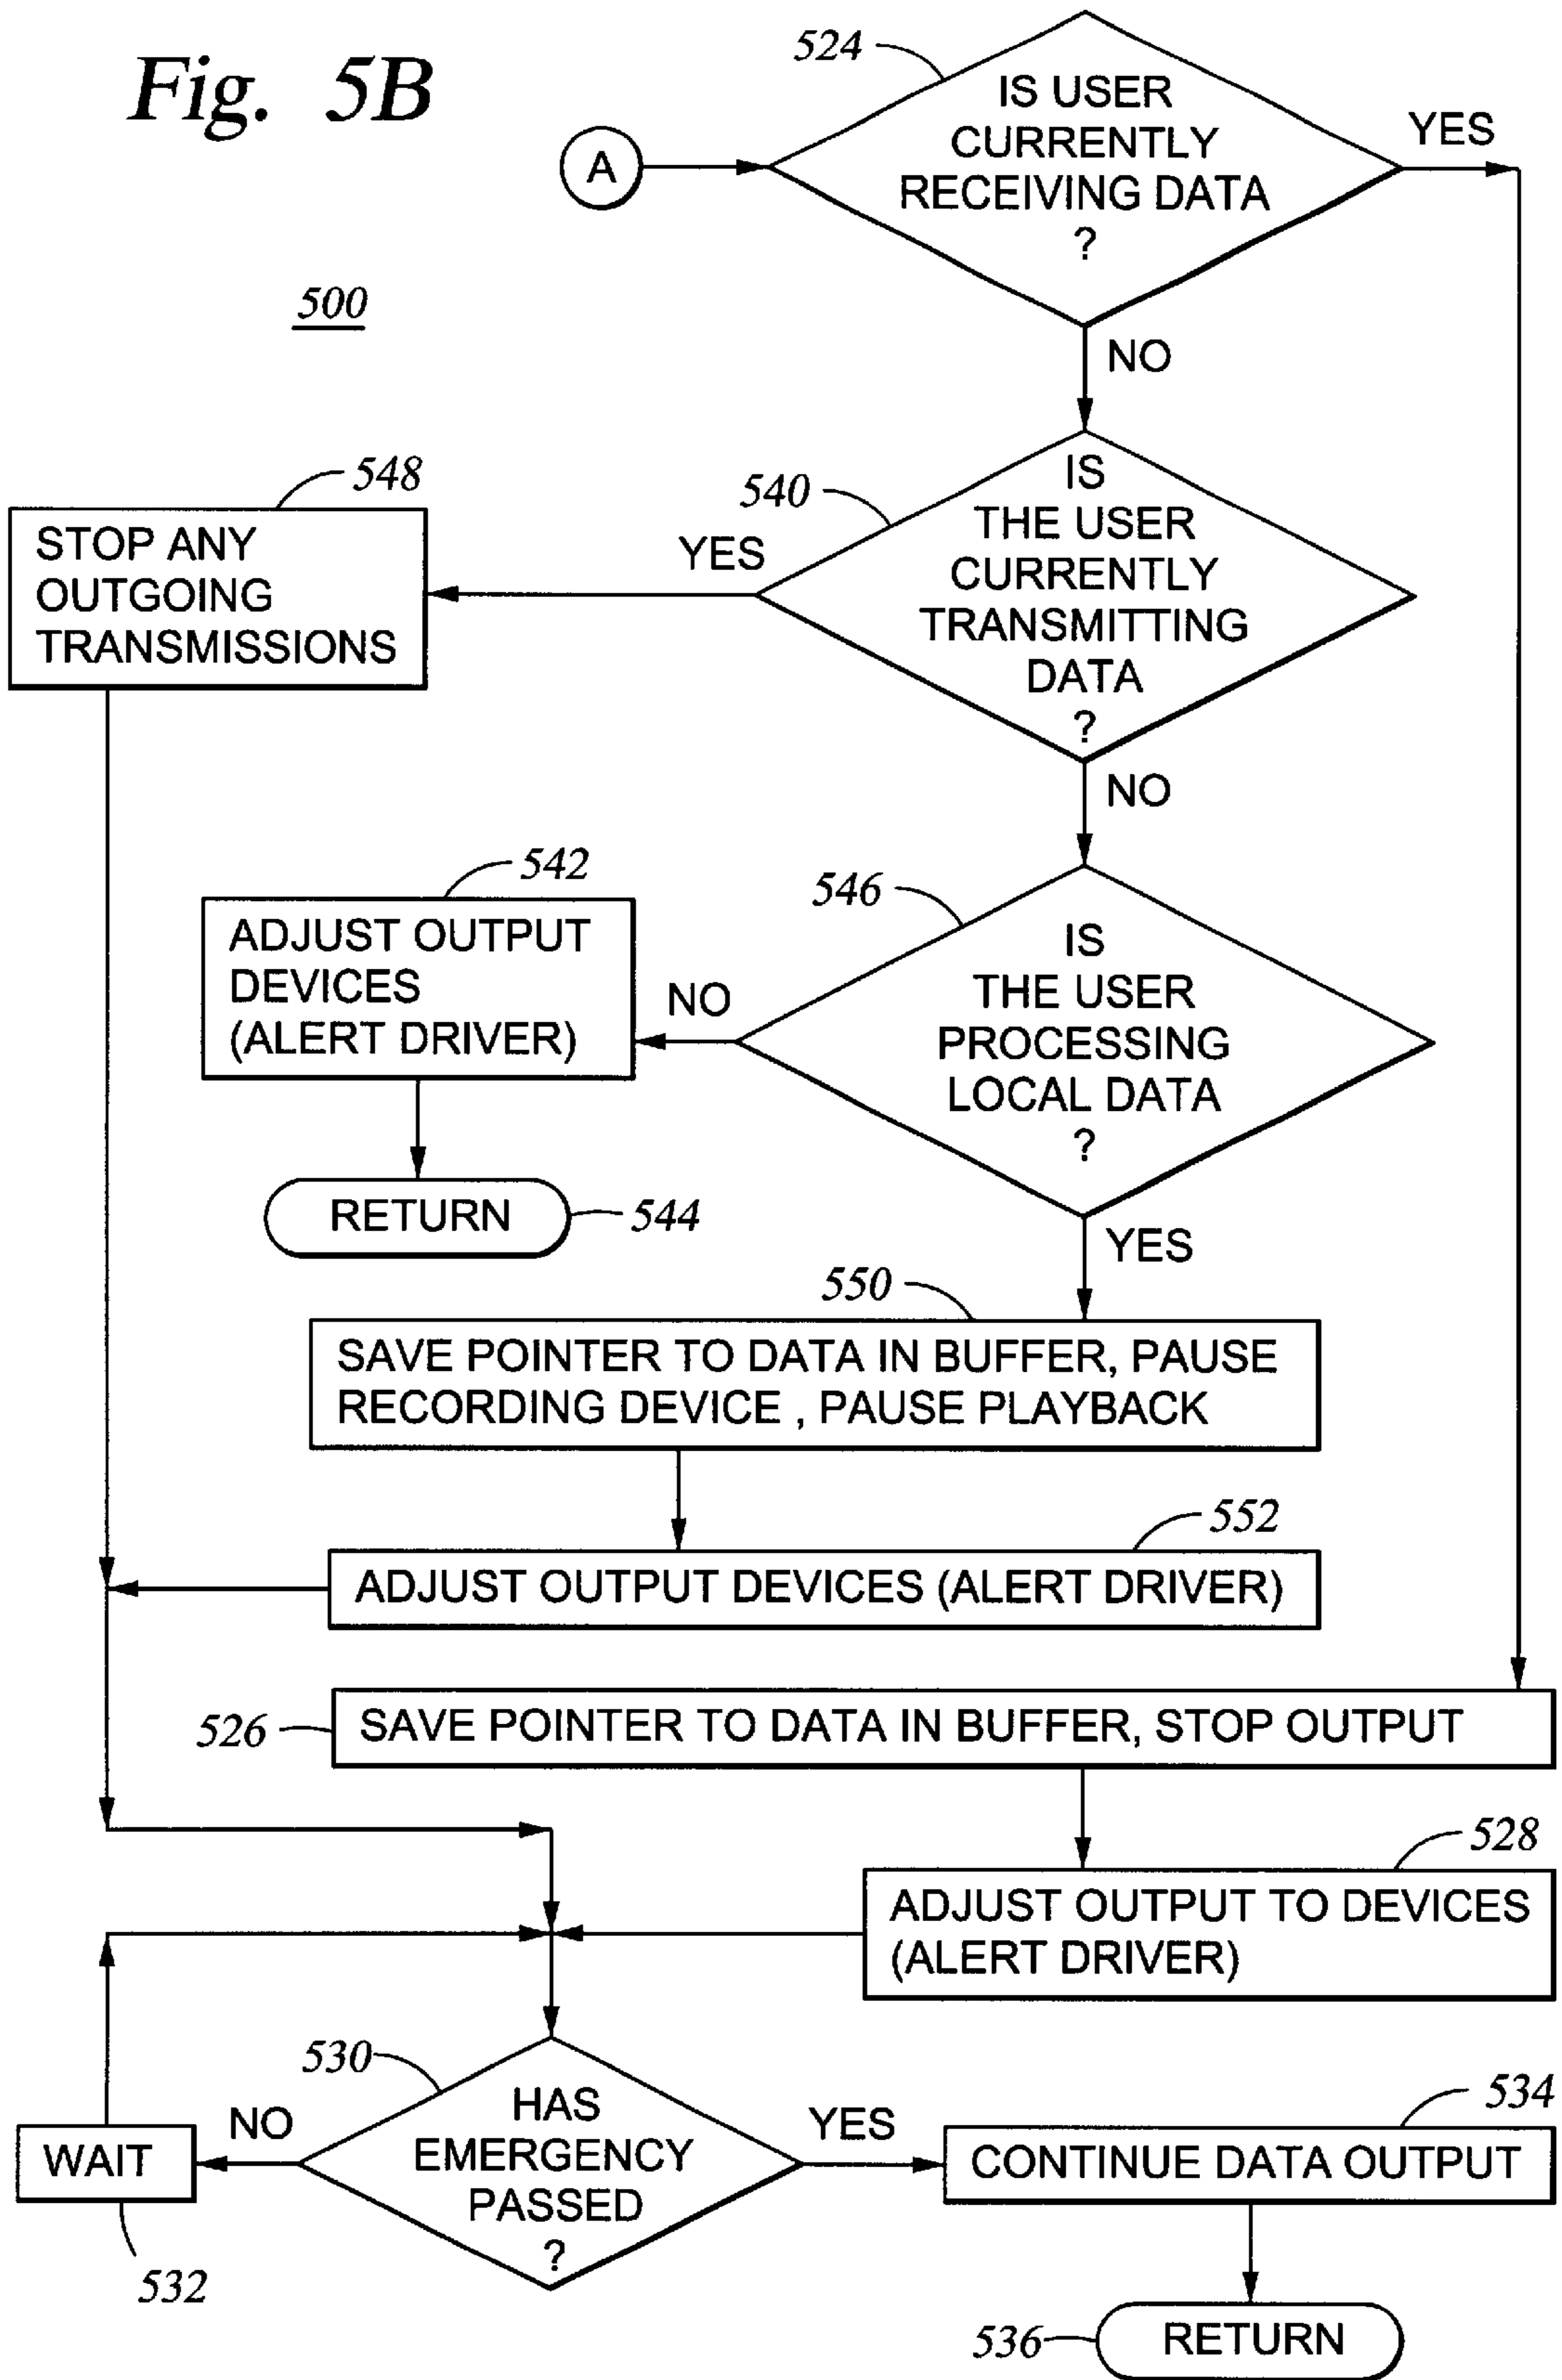 Fig. 5B
524
IS USER
CURRENTLY
RECEIVING DATA
?
YES
A
500
NO
548
STOP ANY
OUTGOING
TRANSMISSIONS
YES
540
IS
THE USER
CURRENTLY
TRANSMITTING
DATA
?
NO
542
ADJUST OUTPUT
DEVICES
(ALERT DRIVER)
NO
546
IS
THE USER
PROCESSING
LOCAL DATA
?
RETURN
544
YES
550
SAVE POINTER TO DATA IN BUFFER, PAUSE
RECORDING DEVICE , PAUSE PLAYBACK
552
ADJUST OUTPUT DEVICES (ALERT DRIVER)
526
SAVE POINTER TO DATA IN BUFFER, STOP OUTPUT
528
ADJUST OUTPUT TO DEVICES
(ALERT DRIVER)
530
HAS
EMERGENCY
PASSED
?
NO
WAIT
532
YES
534
CONTINUE DATA OUTPUT
536
RETURN